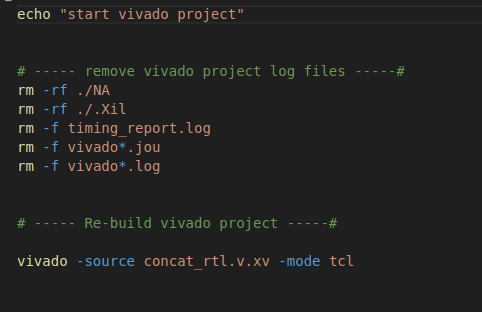 echo "start vivado project"
# ----- remove vivado project log files -----#
rm -rf ./NA
rm -rf ./.Xil
rm -f timing_report.log
rm -f vivado*.jou
rm -f vivado*.log
# ----- Re-build vivado project -----#
vivado -source concat_rtl.v.xv -mode tcl